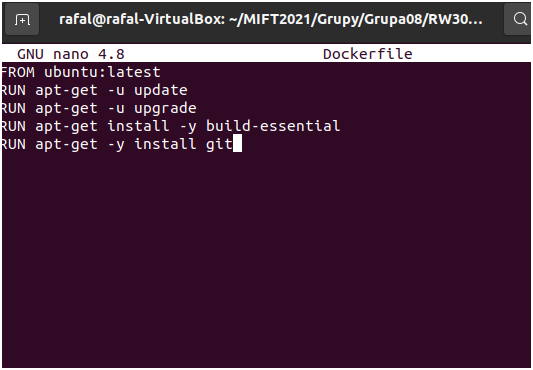 rafal@rafal-VirtualBox: ~/MIFT2021/Grupy/Grupa08/RW30...
GNU nano 4.8 Dockerfile
FROM ubuntu:latest
RUN apt-get -u update
RUN apt-get -u upgrade
RUN apt-get install -y build-essential
RUN apt-get -y install git